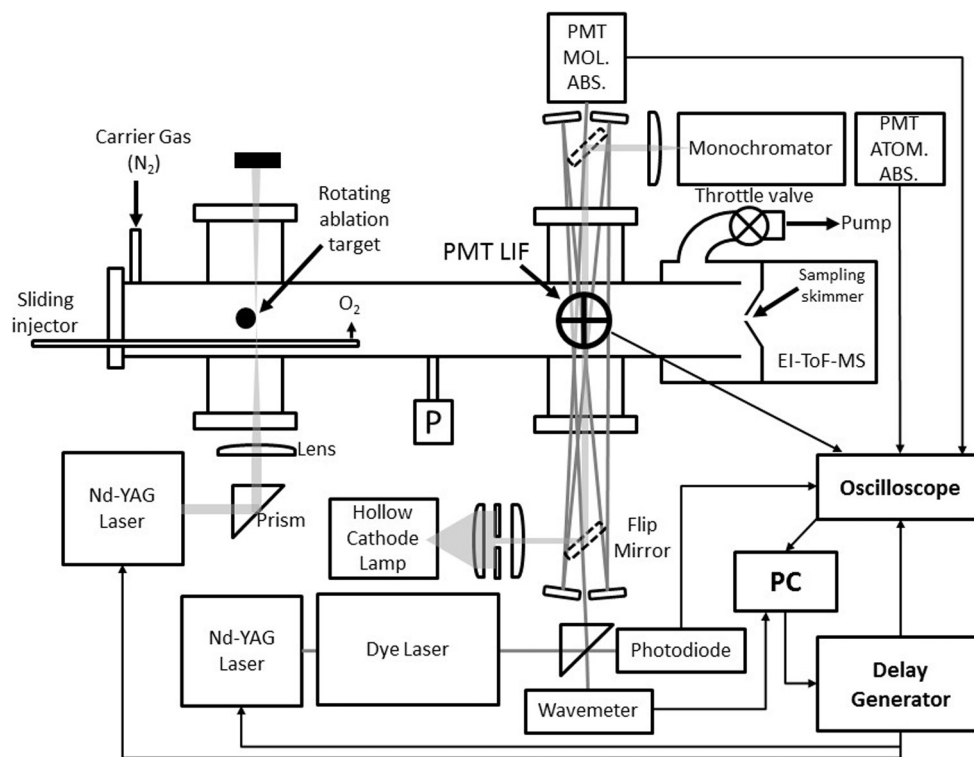 PMT
MOL.
ABS.
Carrier Gas
(N₂)
Monochromator
PMT
ATOM.
ABS.
Rotating
ablation
target
Throttle valve
Pump
PMT LIF
Sliding
injector
O₂
Sampling
skimmer
EI-ToF-MS
P
Lens
Nd-YAG
Laser
Prism
Hollow
Cathode
Lamp
Flip
Mirror
Oscilloscope
PC
Nd-YAG
Laser
Dye Laser
Photodiode
Delay
Generator
Wavemeter